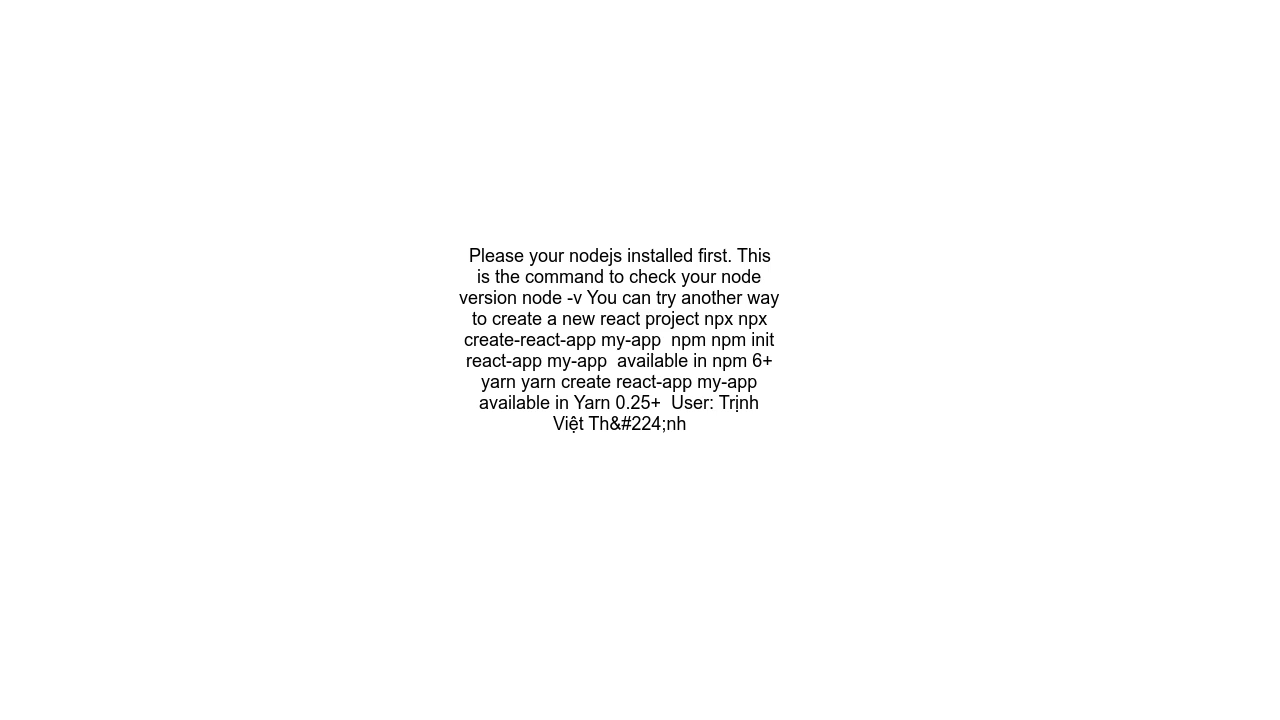 Please your nodejs installed first. This
is the command to check your node
version node -v You can try another way
to create a new react project npx npx
create-react-app my-app  npm npm init
react-app my-app  available in npm 6+
yarn yarn create react-app my-app
available in Yarn 0.25+  User: Trịnh
Việt Th&#224;nh